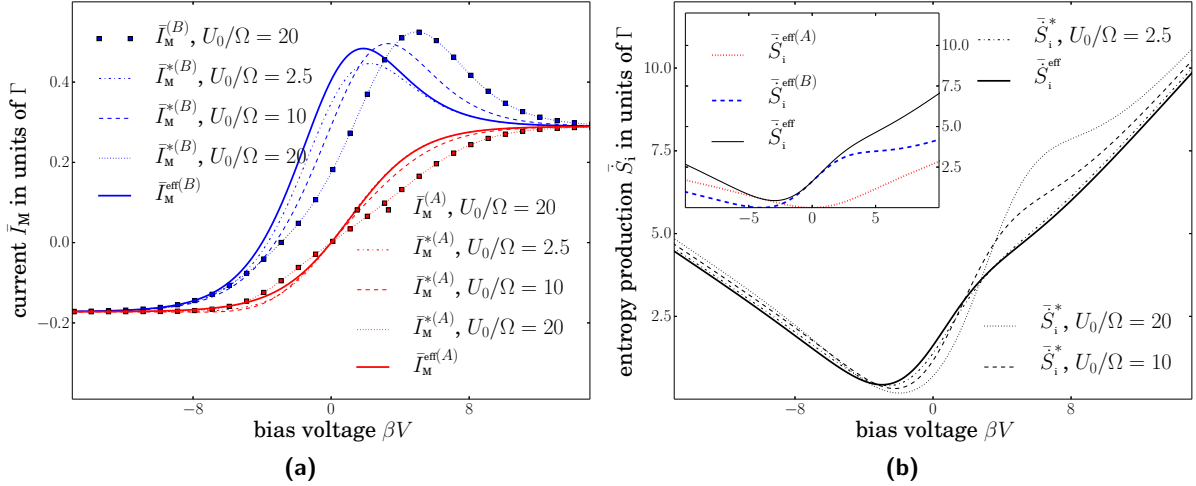 current Ī_M in units of Γ
0.4
0.2
0.0
−0.2
Ī_M^(B), U_0/Ω = 20
Ī_M^*(B), U_0/Ω = 2.5
Ī_M^*(B), U_0/Ω = 10
Ī_M^*(B), U_0/Ω = 20
Ī_M^eff(B)
Ī_M^(A), U_0/Ω = 20
Ī_M^*(A), U_0/Ω = 2.5
Ī_M^*(A), U_0/Ω = 10
Ī_M^*(A), U_0/Ω = 20
Ī_M^eff(A)
−8 0 8
bias voltage βV
(a)
entropy production Ṡ̄_i in units of Γ
10.0
7.5
5.0
2.5
Ṡ̄_i^eff(A)
Ṡ̄_i^eff(B)
Ṡ̄_i^eff
10.0
7.5
5.0
2.5
−5 0 5
Ṡ̄_i^*, U_0/Ω = 2.5
Ṡ̄_i^eff
Ṡ̄_i^*, U_0/Ω = 20
Ṡ̄_i^*, U_0/Ω = 10
−8 0 8
bias voltage βV
(b)